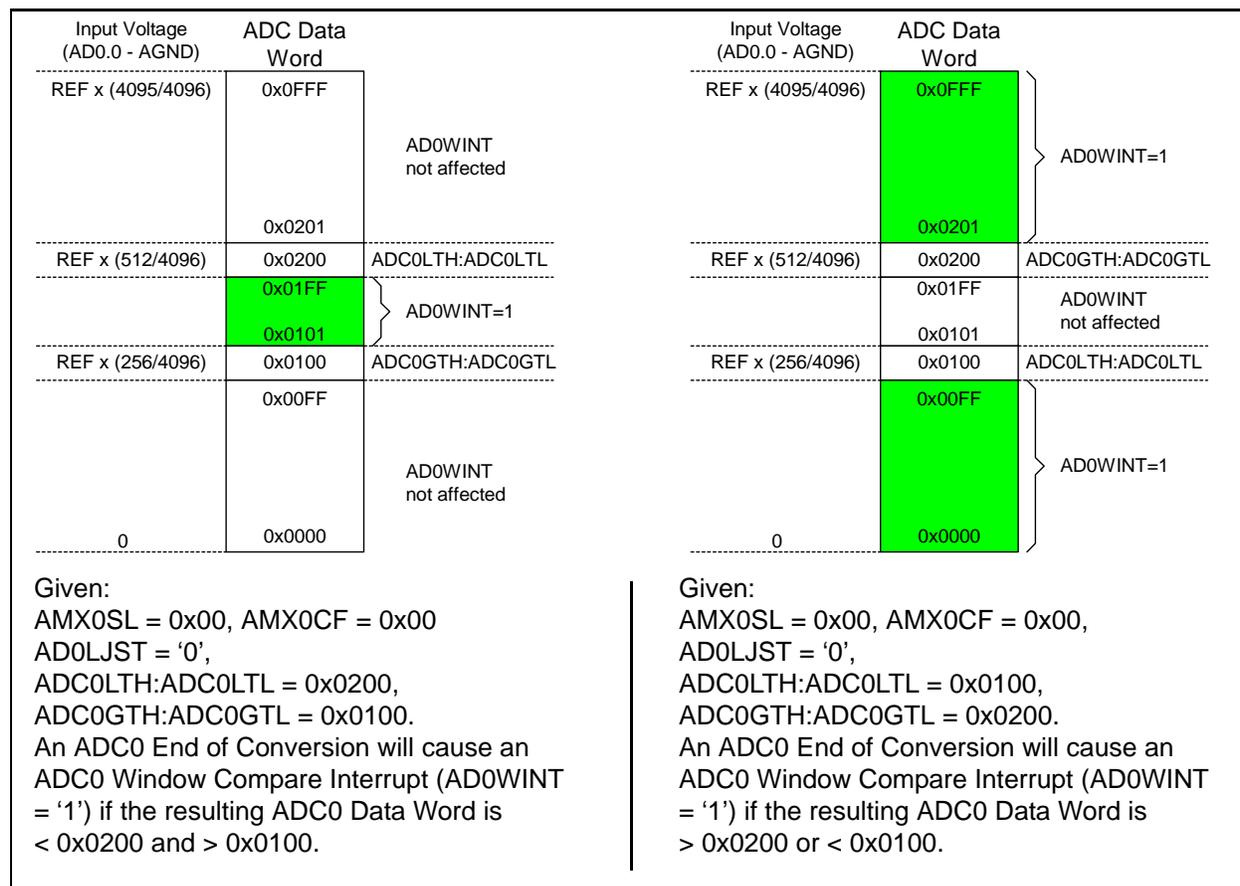 Input Voltage
(AD0.0 - AGND)
ADC Data
Word
REF x (4095/4096)
0x0FFF
AD0WINT
not affected
0x0201
REF x (512/4096)
0x0200
ADC0LTH:ADC0LTL
0x01FF
AD0WINT=1
0x0101
REF x (256/4096)
0x0100
ADC0GTH:ADC0GTL
0x00FF
AD0WINT
not affected
0
0x0000
Given:
AMX0SL = 0x00, AMX0CF = 0x00
AD0LJST = ‘0’,
ADC0LTH:ADC0LTL = 0x0200,
ADC0GTH:ADC0GTL = 0x0100.
An ADC0 End of Conversion will cause an
ADC0 Window Compare Interrupt (AD0WINT
= ‘1’) if the resulting ADC0 Data Word is
< 0x0200 and > 0x0100.
Input Voltage
(AD0.0 - AGND)
ADC Data
Word
REF x (4095/4096)
0x0FFF
AD0WINT=1
0x0201
REF x (512/4096)
0x0200
ADC0GTH:ADC0GTL
0x01FF
AD0WINT
not affected
0x0101
REF x (256/4096)
0x0100
ADC0LTH:ADC0LTL
0x00FF
AD0WINT=1
0
0x0000
Given:
AMX0SL = 0x00, AMX0CF = 0x00,
AD0LJST = ‘0’,
ADC0LTH:ADC0LTL = 0x0100,
ADC0GTH:ADC0GTL = 0x0200.
An ADC0 End of Conversion will cause an
ADC0 Window Compare Interrupt (AD0WINT
= ‘1’) if the resulting ADC0 Data Word is
> 0x0200 or < 0x0100.